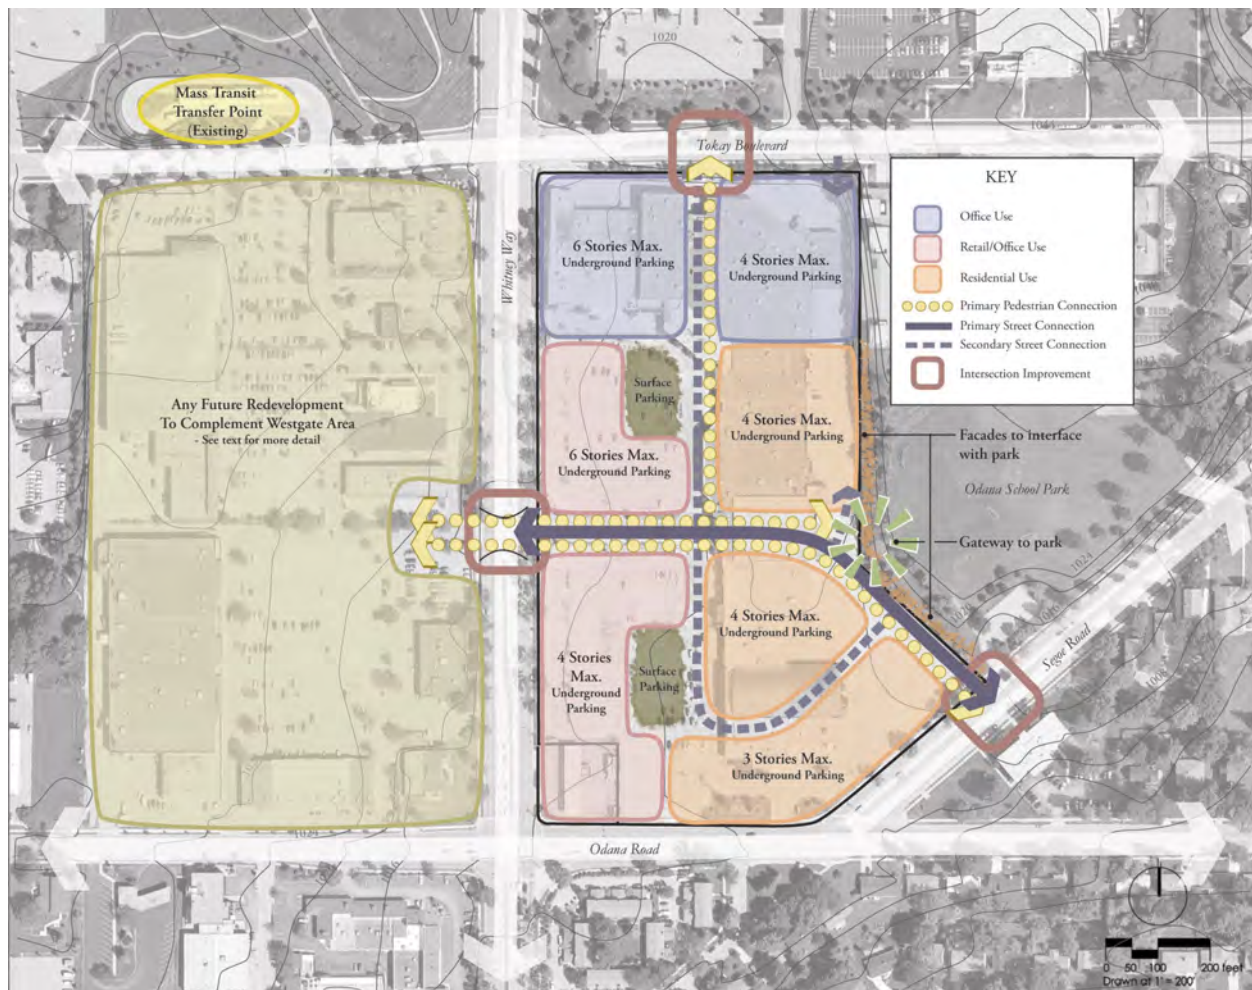 Mass Transit
Transfer Point
(Existing)
1020
1044
Tokay Boulevard
KEY
Office Use
Retail/Office Use
Residential Use
Primary Pedestrian Connection
Primary Street Connection
Secondary Street Connection
Intersection Improvement
Whitney Way
6 Stories Max.
Underground Parking
4 Stories Max.
Underground Parking
Surface
Parking
Any Future Redevelopment
To Complement Westgate Area
- See text for more detail
4 Stories Max.
Underground Parking
6 Stories Max.
Underground Parking
Facades to interface
with park
Odana School Park
Gateway to park
1024
1020
1016
Segoe Road
1008
4 Stories Max.
Underground Parking
4 Stories
Max.
Underground
Parking
Surface
Parking
3 Stories Max.
Underground Parking
Odana Road
0 50 100 200 feet
Drawn at 1" = 200'